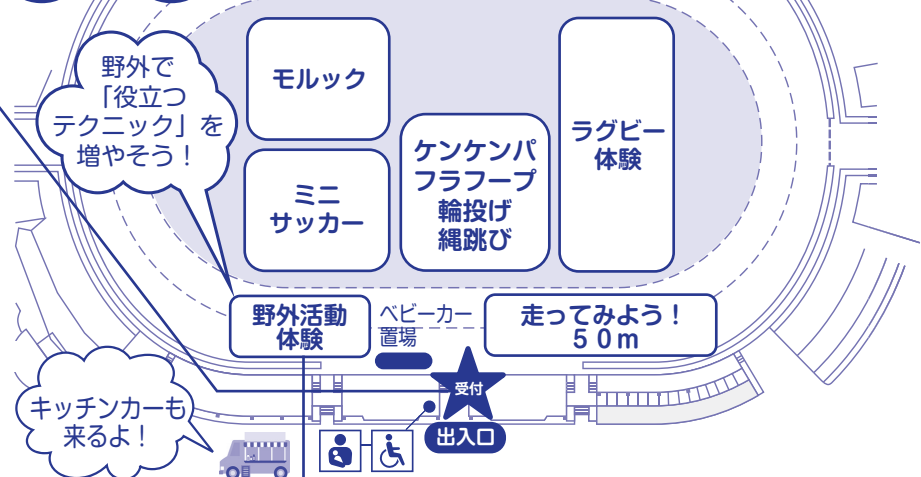 野外で
「役立つ
テクニック」を
増やそう！
モルック
ミニ
サッカー
ケンケンパ
フラフープ
輪投げ
縄跳び
ラグビー
体験
野外活動
体験
ベビーカー
置場
走ってみよう！
５０ｍ
受付
出入口
キッチンカーも
来るよ！